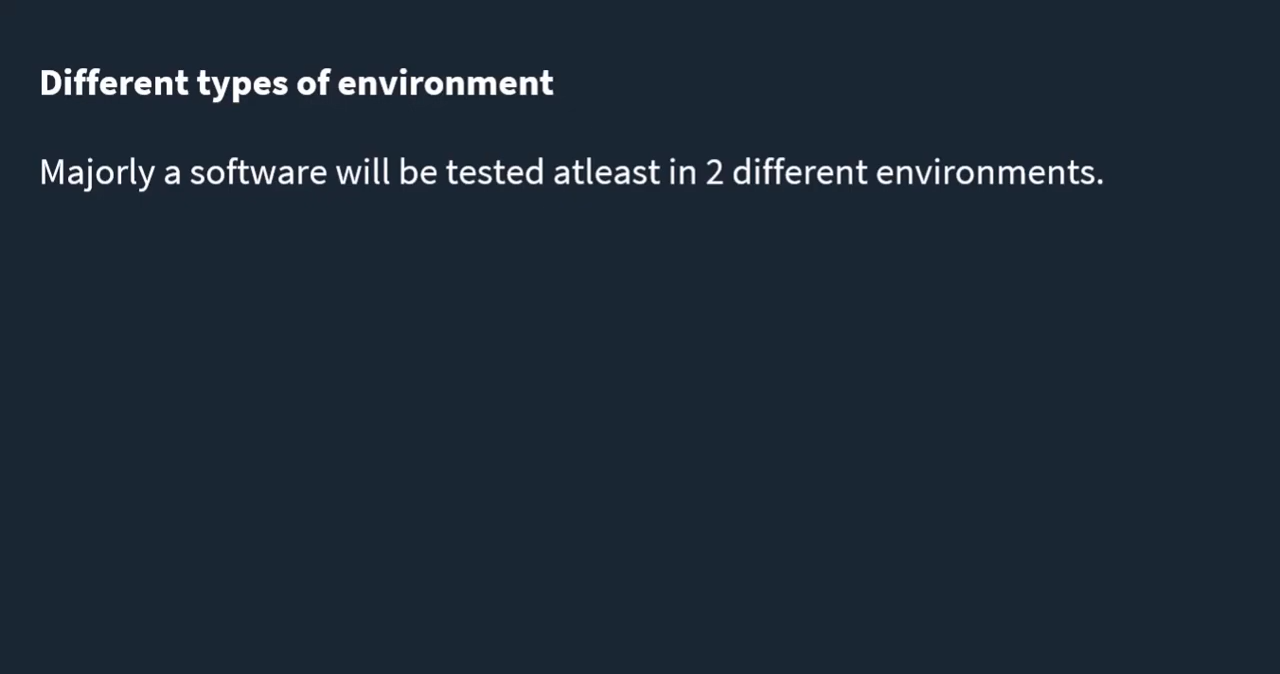 Different types of environment
Majorly a software will be tested atleast in 2 different environments.